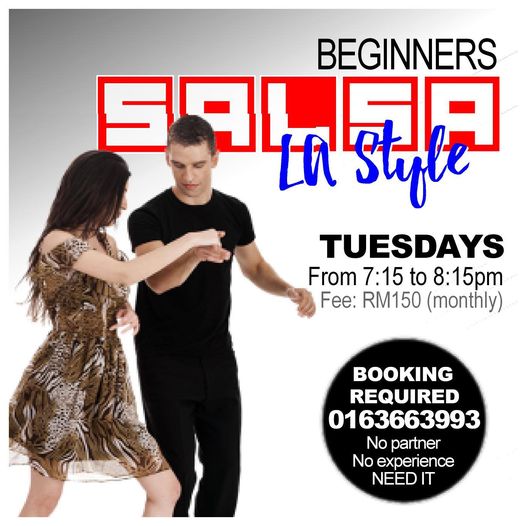 BEGINNERS
SALSA
LA Style
TUESDAYS
From 7:15 to 8:15pm
Fee: RM150 (monthly)
BOOKING
REQUIRED
0163663993
No partner
No experience
NEED IT